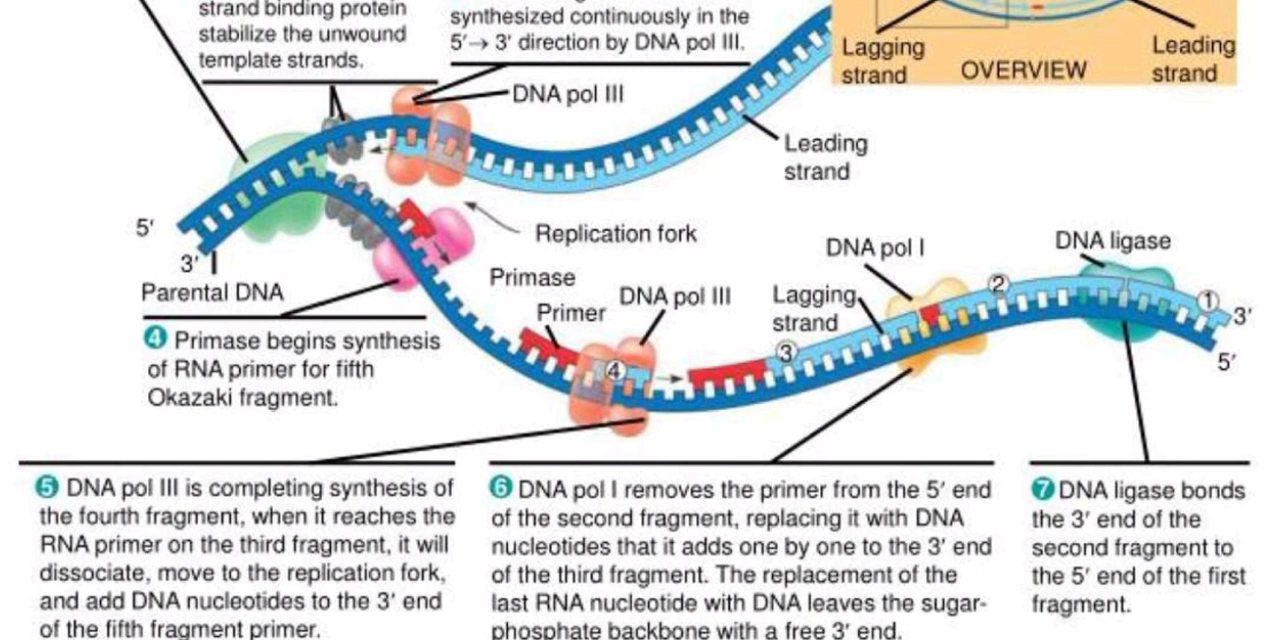 strand binding protein
stabilize the unwound
template strands.
synthesized continuously in the
5′→ 3′ direction by DNA pol III.
Lagging
strand
OVERVIEW
Leading
strand
DNA pol III
Leading
strand
5′
3′
Parental DNA
Replication fork
Primase
Primer
DNA pol III
Lagging
strand
DNA pol I
DNA ligase
4
3
2
1
3′
5′
4 Primase begins synthesis
of RNA primer for fifth
Okazaki fragment.
5 DNA pol III is completing synthesis of
the fourth fragment, when it reaches the
RNA primer on the third fragment, it will
dissociate, move to the replication fork,
and add DNA nucleotides to the 3′ end
of the fifth fragment primer.
6 DNA pol I removes the primer from the 5′ end
of the second fragment, replacing it with DNA
nucleotides that it adds one by one to the 3′ end
of the third fragment. The replacement of the
last RNA nucleotide with DNA leaves the sugar-
phosphate backbone with a free 3′ end.
7 DNA ligase bonds
the 3′ end of the
second fragment to
the 5′ end of the first
fragment.